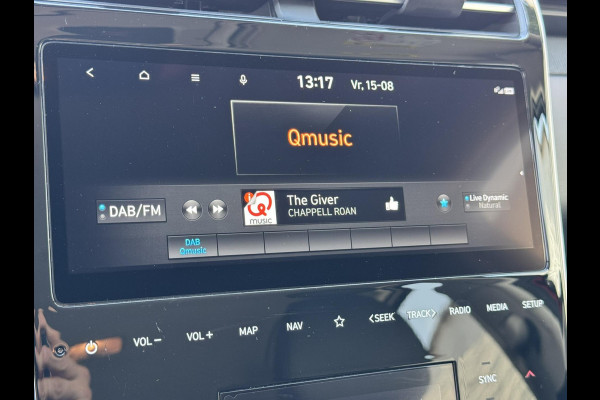 13:17 Vr, 15-08
Qmusic
DAB/FM
The Giver
CHAPPELL ROAN
Q
music
Live Dynamic
Natural
DAB
Qmusic
VOL−
VOL+
MAP
NAV
<SEEK
TRACK>
RADIO
MEDIA
SETUP
SYNC